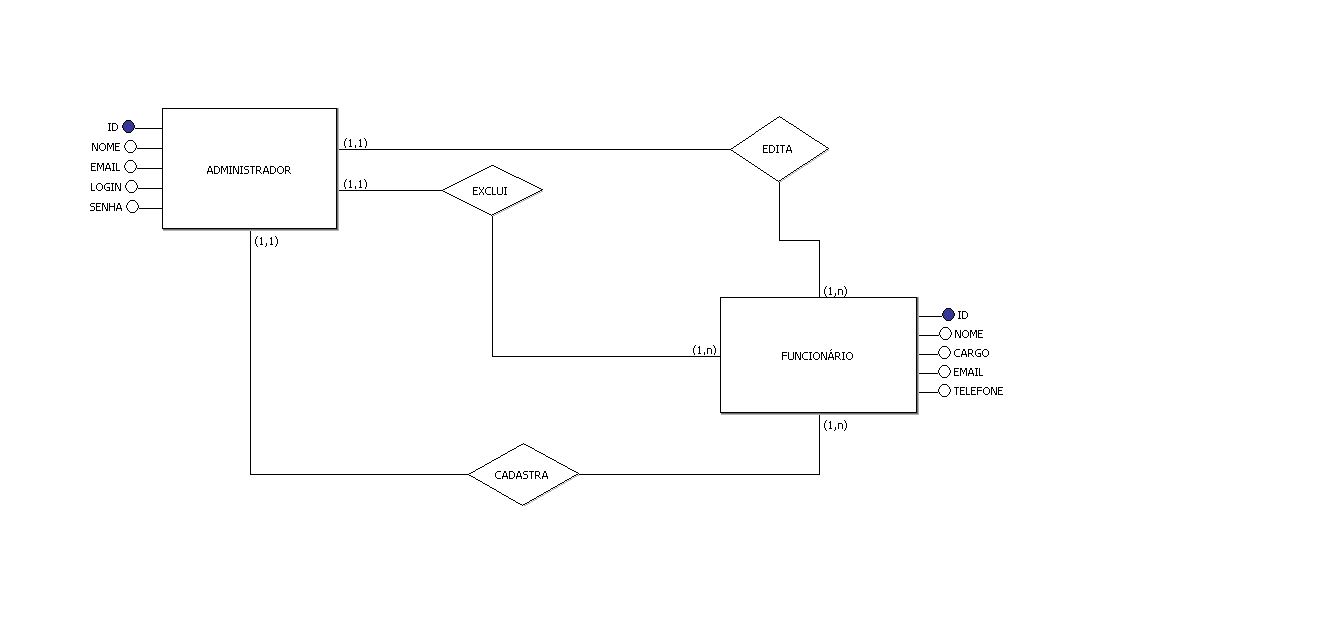 ID
NOME
EMAIL
LOGIN
SENHA
ADMINISTRADOR
(1,1)
(1,1)
(1,1)
EDITA
EXCLUI
(1,n)
(1,n)
FUNCIONÁRIO
ID
NOME
CARGO
EMAIL
TELEFONE
(1,n)
CADASTRA